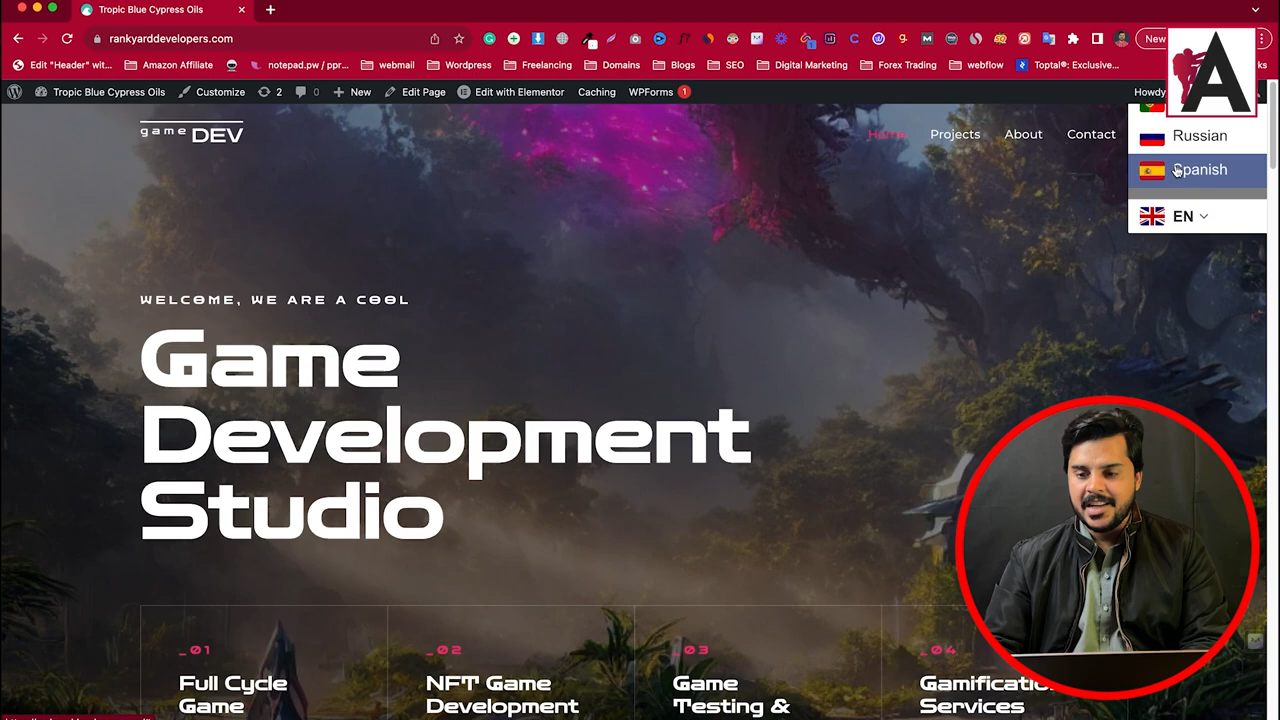 Tropic Blue Cypress Oils
rankyarddevelopers.com
New
Edit "Header" wit...
Amazon Affiliate
notepad.pw / ppr...
webmail
Wordpress
Freelancing
Domains
Blogs
SEO
Digital Marketing
Forex Trading
webflow
Toptal®: Exclusive...
Tropic Blue Cypress Oils
Customize
2
0
New
Edit Page
Edit with Elementor
Caching
WPForms
1
Howdy
A
game DEV
Home
Projects
About
Contact
Russian
Spanish
EN
WELCOME, WE ARE A COOL
Game
Development
Studio
_01
_02
_03
_04
Full Cycle
Game
NFT Game
Development
Game
Testing &
Gamification
Services